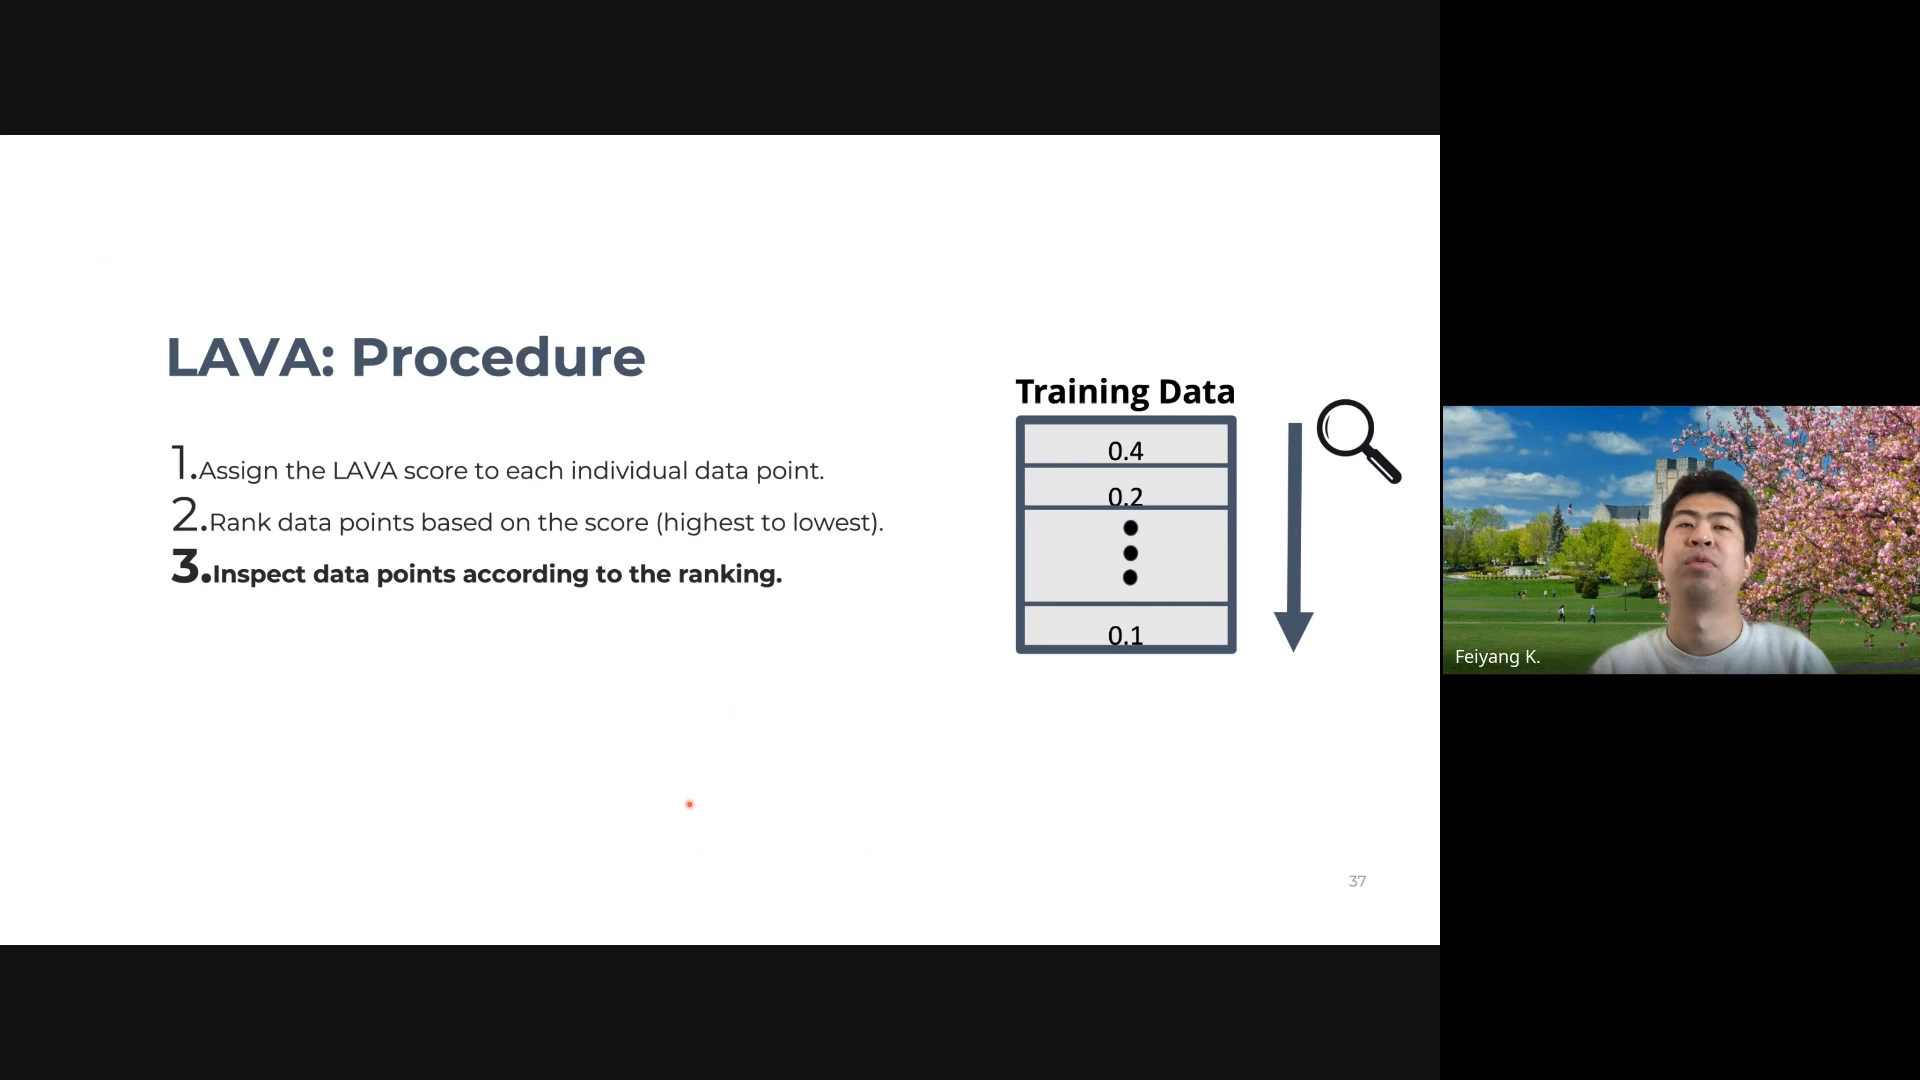 LAVA: Procedure
1.Assign the LAVA score to each individual data point.
2.Rank data points based on the score (highest to lowest).
3.Inspect data points according to the ranking.
Training Data
0.4
0.2
0.1
37
Feiyang K.